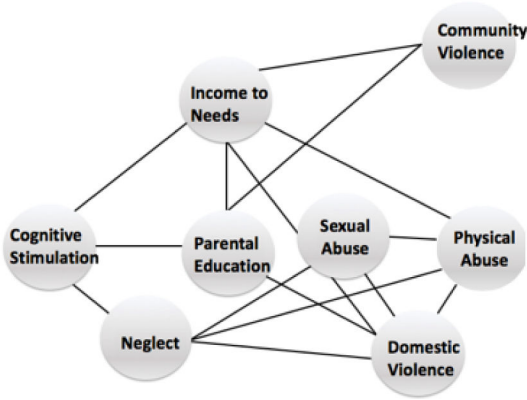 Community
Violence
Income to
Needs
Cognitive
Stimulation
Parental
Education
Sexual
Abuse
Physical
Abuse
Neglect
Domestic
Violence